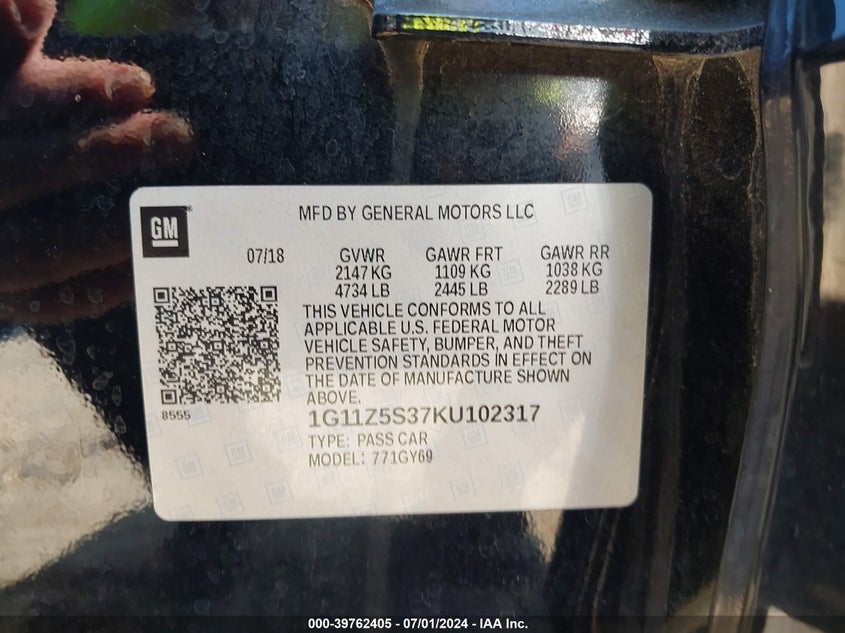 GM
MFD BY GENERAL MOTORS LLC
07/18 GVWR GAWR FRT GAWR RR
2147 KG 1109 KG 1038 KG
4734 LB 2445 LB 2289 LB
THIS VEHICLE CONFORMS TO ALL
APPLICABLE U.S. FEDERAL MOTOR
VEHICLE SAFETY, BUMPER, AND THEFT
PREVENTION STANDARDS IN EFFECT ON
THE DATE OF MANUFACTURE SHOWN
ABOVE.
8555
1G11Z5S37KU102317
TYPE: PASS CAR
MODEL: 771GY69
000-39762405 - 07/01/2024 - IAA Inc.